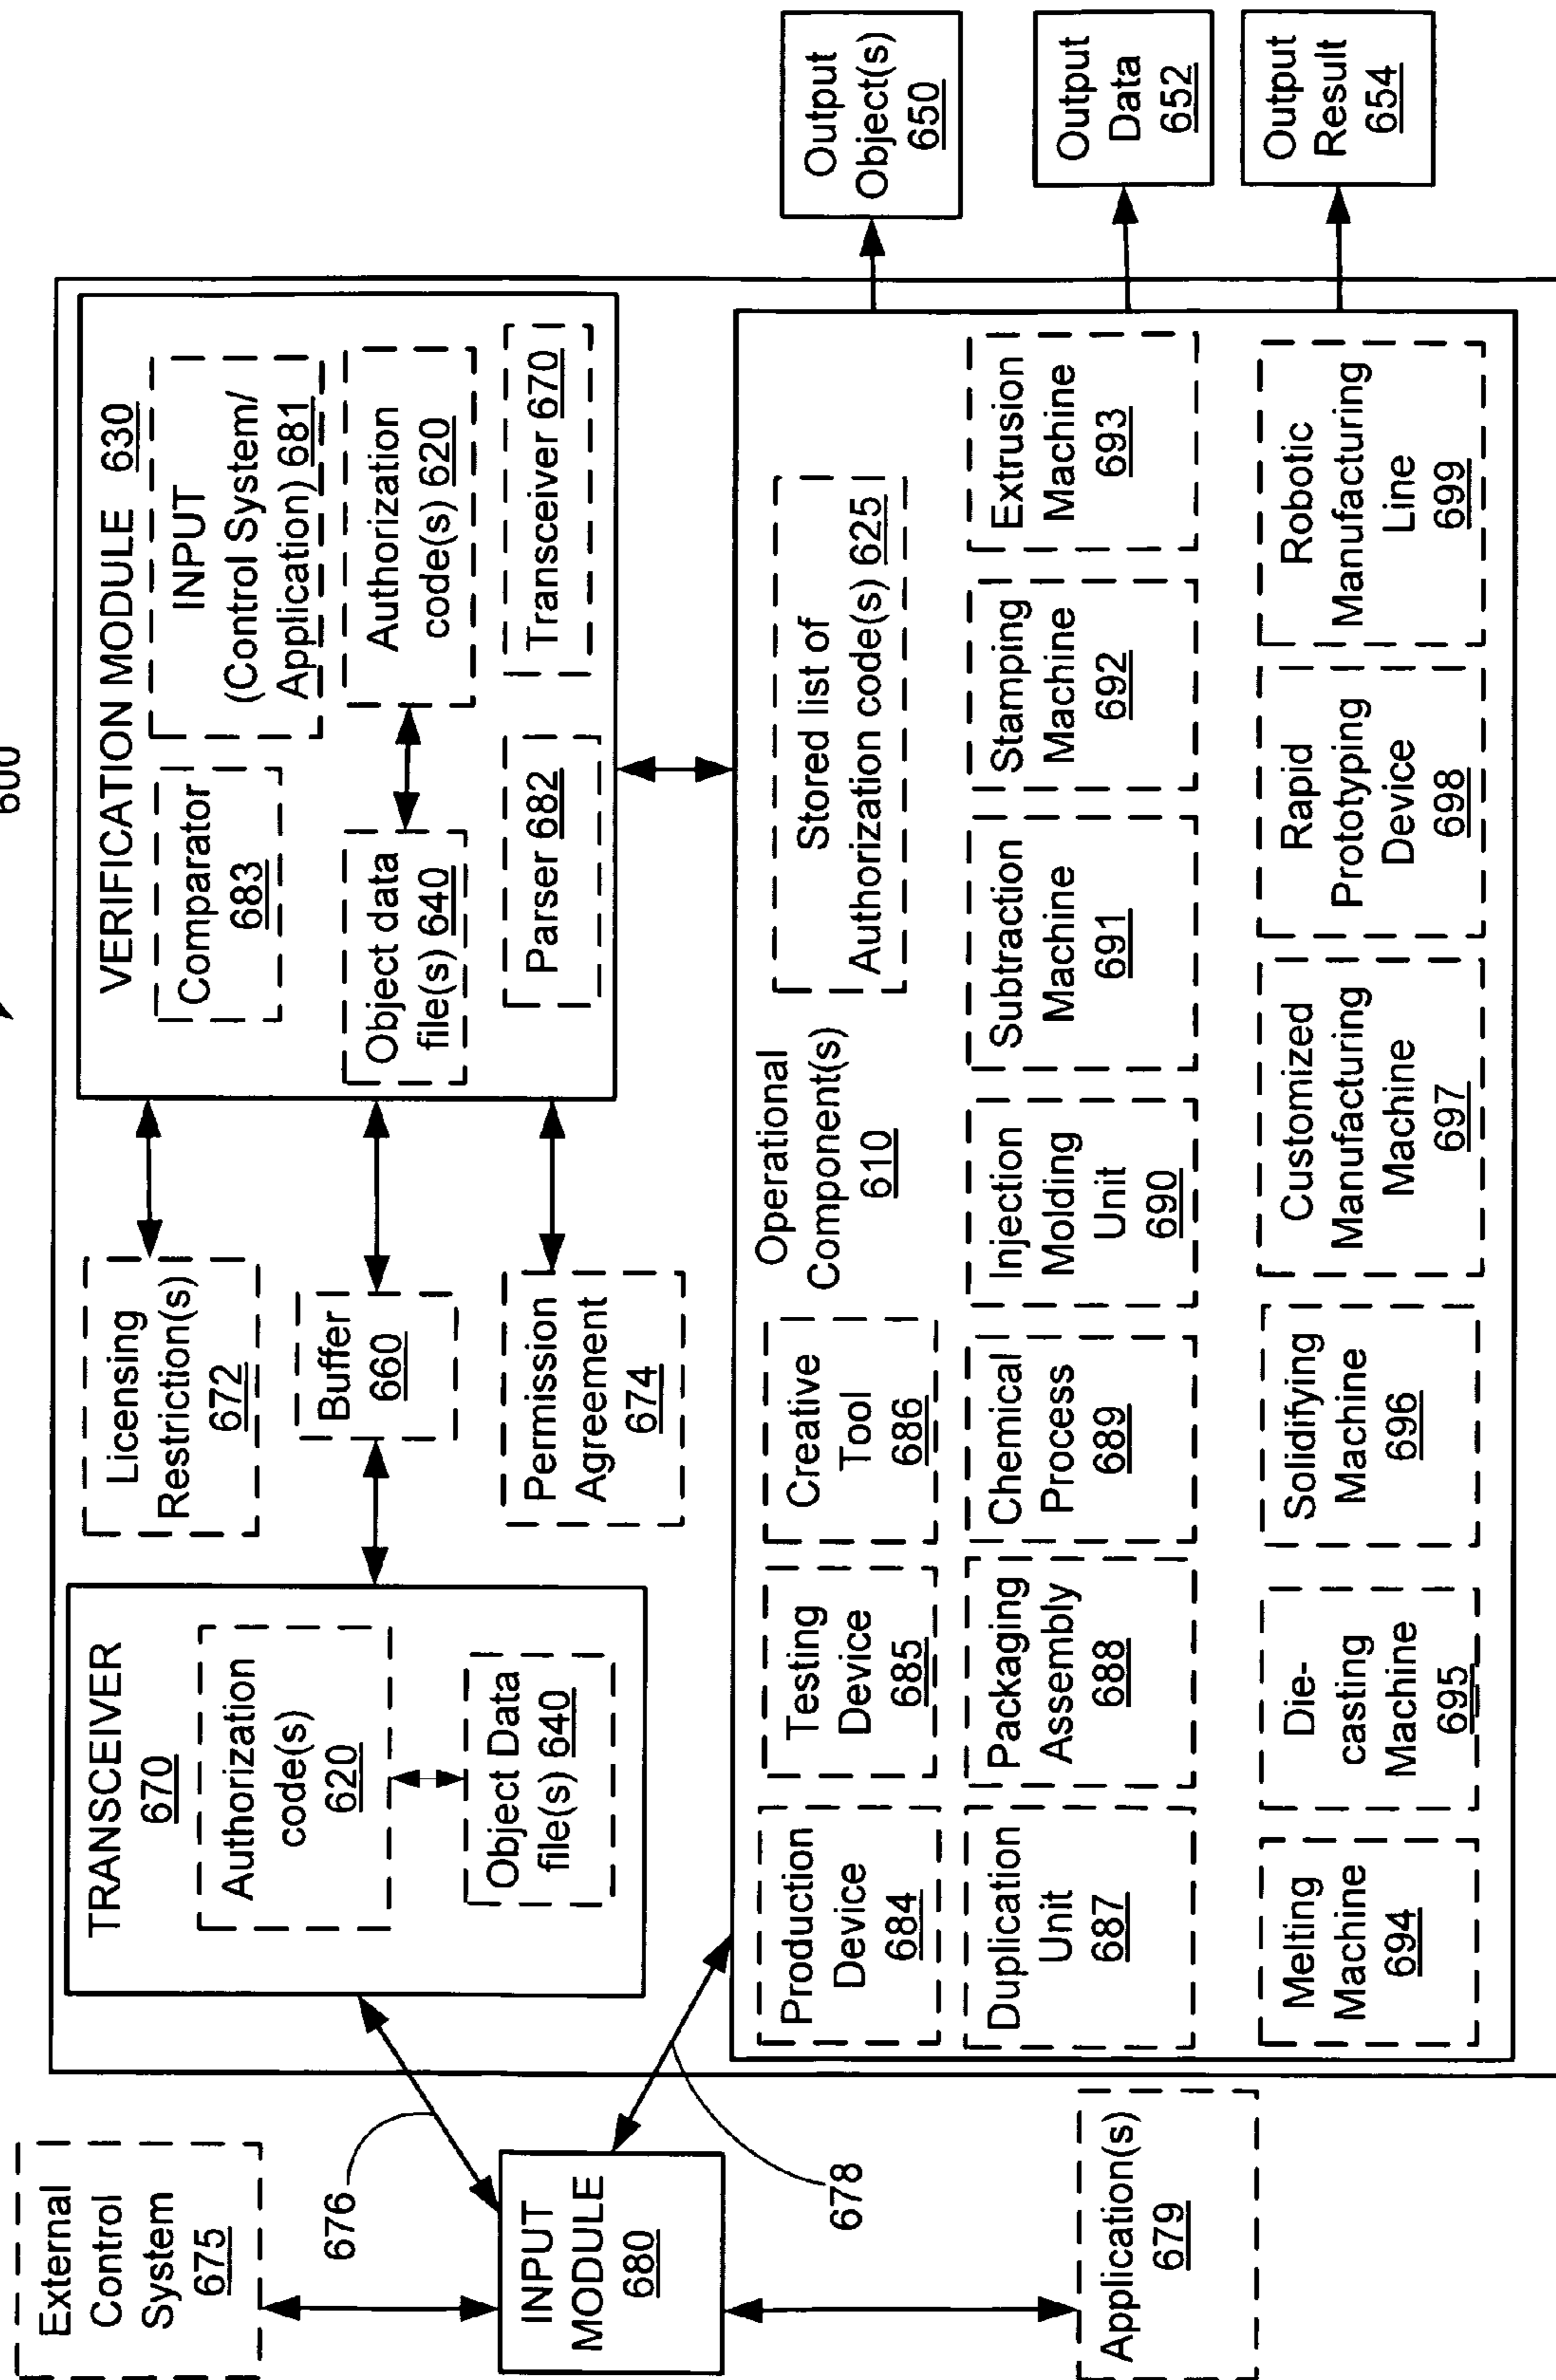 600
External
Control
System
675
676
INPUT
MODULE
680
678
Application(s)
679
TRANSCEIVER
670
Authorization
code(s)
620
Object Data
file(s) 640
Licensing
Restriction(s)
672
Buffer
660
Permission
Agreement
674
VERIFICATION MODULE 630
Comparator
683
INPUT
(Control System/
Application) 681
Object data
file(s) 640
Authorization
code(s) 620
Parser 682
Transceiver 670
Operational
Component(s)
610
Stored list of
Authorization code(s) 625
Production
Device
684
Testing
Device
685
Creative
Tool
686
Duplication
Unit
687
Packaging
Assembly
688
Chemical
Process
689
Injection
Molding
Unit
690
Subtraction
Machine
691
Stamping
Machine
692
Extrusion
Machine
693
Melting
Machine
694
Die-
casting
Machine
695
Solidifying
Machine
696
Customized
Manufacturing
Machine
697
Rapid
Prototyping
Device
698
Robotic
Manufacturing
Line
699
Output
Object(s)
650
Output
Data
652
Output
Result
654